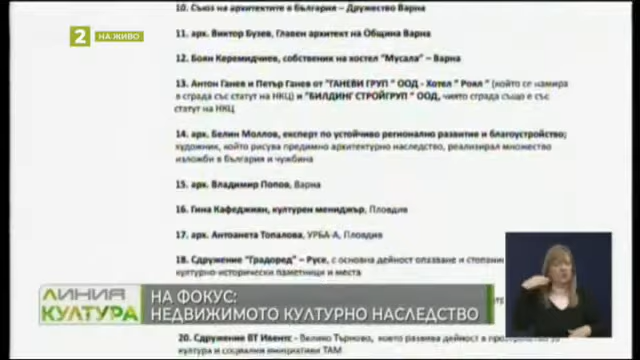 10. Съюз на архитектите в България – Дружество Варна
2 НА ЖИВО
11. арх. Виктор Бузев, Главен архитект на Община Варна
12. Боян Керемидчиев, собственик на хостел "Мусала" – Варна
13. Антон Ганев и Петър Ганев от "ГАНЕВИ ГРУП" ООД - Хотел " Роял " (който се намира
в сграда със статут на НКЦ) и "БИЛДИНГ СТРОЙГРУП" ООД, чиято сграда също е със
статут на НКЦ
14. арх. Белин Моллов, експерт по устойчиво регионално развитие и благоустройство;
художник, който рисува предимно архитектурно наследство, реализирал множество
изложби в България и чужбина
15. арх. Владимир Попов, Варна
16. Гина Кафеджиян, културен мениджър, Пловдив
17. арх. Антоанета Топалова, УРБА-А, Пловдив
18. Сдружение "Градоред" – Русе, с основна дейност опазване и
културно-исторически паметници и места
ЛИНИЯ
КУЛТУРА
НА ФОКУС:
НЕДВИЖИМОТО КУЛТУРНО НАСЛЕДСТВО
20. Сдружение ВТ Ивентс – Велико Търново, което развива дейност в
култура и социални инициативи ТАМ